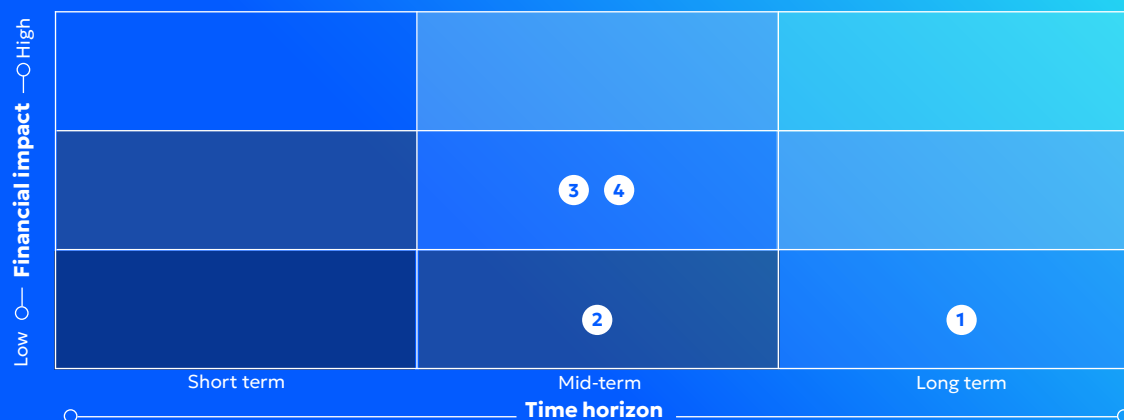 High
Financial impact
Low
3 4
2 1
Short term Mid-term Long term
Time horizon